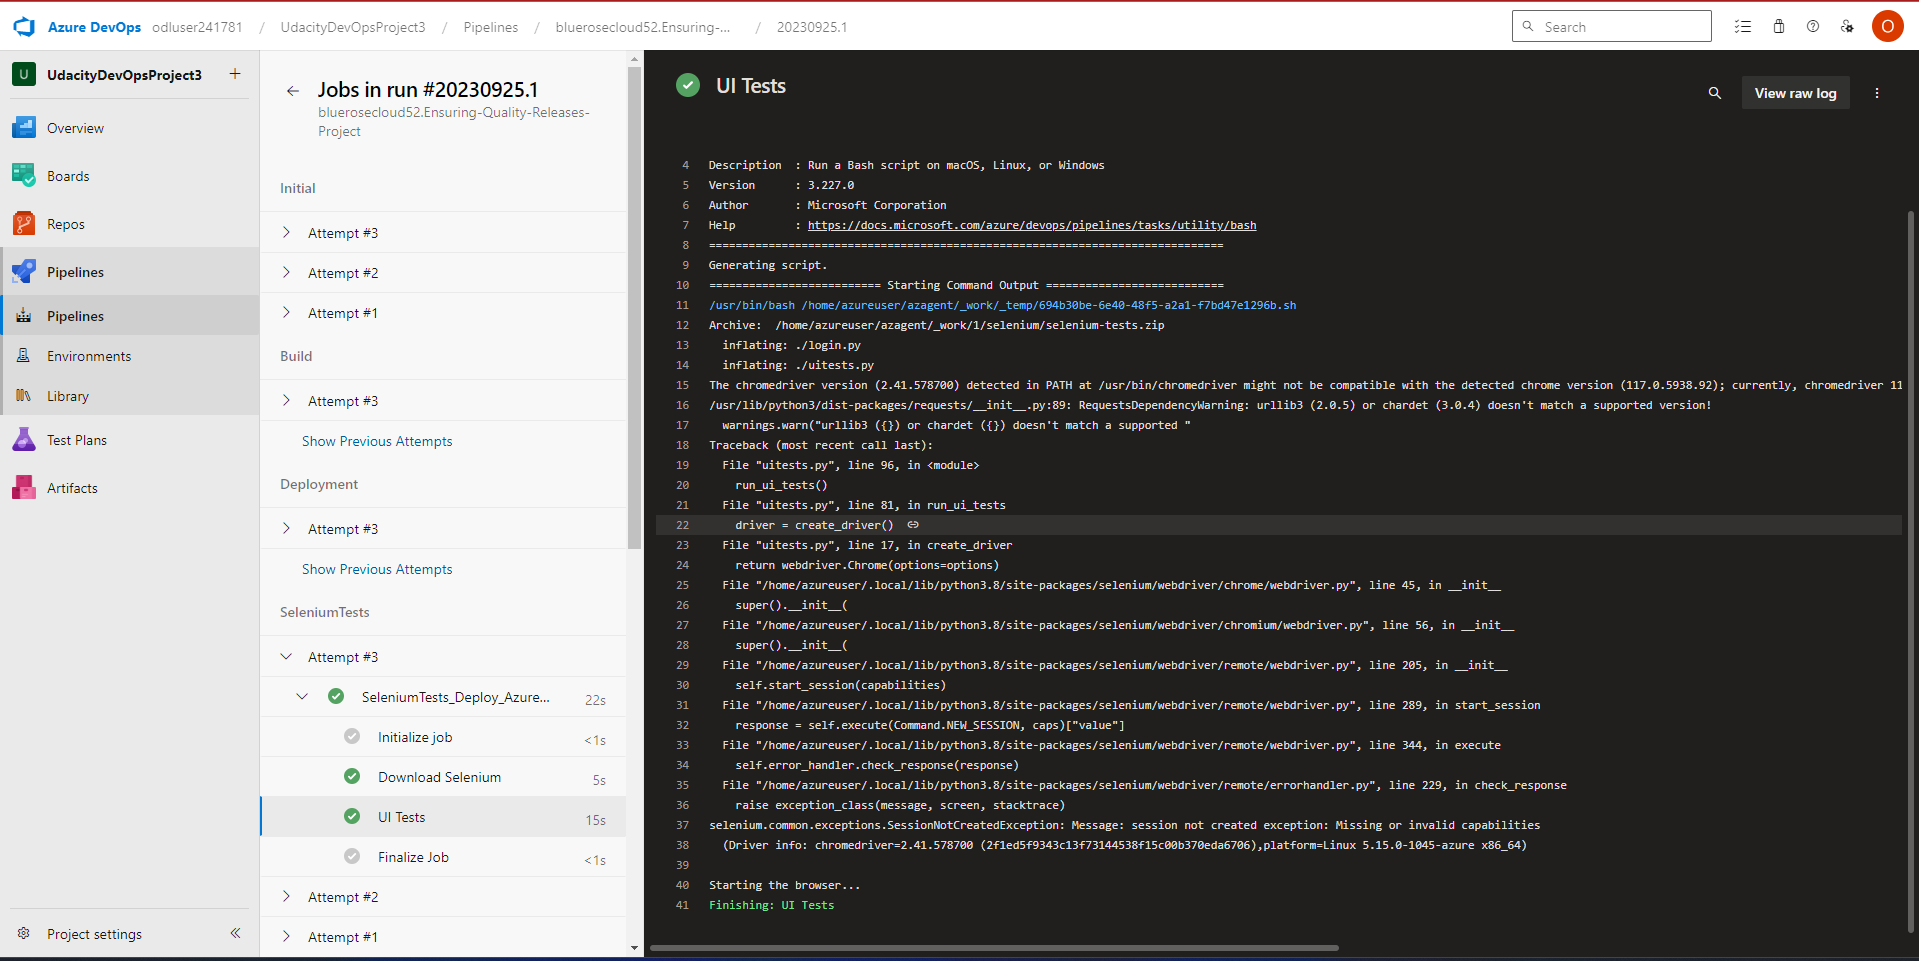 Azure DevOps odluser241781 / UdacityDevOpsProject3 / Pipelines / bluerosecloud52.Ensuring-... / 20230925.1
Search
O
U UdacityDevOpsProject3 +
Overview
Boards
Repos
Pipelines
Pipelines
Environments
Library
Test Plans
Artifacts
Project settings
Jobs in run #20230925.1
bluerosecloud52.Ensuring-Quality-Releases-
Project
Initial
Attempt #3
Attempt #2
Attempt #1
Build
Attempt #3
Show Previous Attempts
Deployment
Attempt #3
Show Previous Attempts
SeleniumTests
Attempt #3
SeleniumTests_Deploy_Azure... 22s
Initialize job <1s
Download Selenium 5s
UI Tests 15s
Finalize Job <1s
Attempt #2
Attempt #1
UI Tests
View raw log
4 Description : Run a Bash script on macOS, Linux, or Windows
5 Version : 3.227.0
6 Author : Microsoft Corporation
7 Help : https://docs.microsoft.com/azure/devops/pipelines/tasks/utility/bash
8 ==============================================================================
9 Generating script.
10 ========================== Starting Command Output ===========================
11 /usr/bin/bash /home/azureuser/azagent/_work/_temp/694b30be-6e40-48f5-a2a1-f7bd47e1296b.sh
12 Archive: /home/azureuser/azagent/_work/1/selenium/selenium-tests.zip
13 inflating: ./login.py
14 inflating: ./uitests.py
15 The chromedriver version (2.41.578700) detected in PATH at /usr/bin/chromedriver might not be compatible with the detected chrome version (117.0.5938.92); currently, chromedriver 11
16 /usr/lib/python3/dist-packages/requests/__init__.py:89: RequestsDependencyWarning: urllib3 (2.0.5) or chardet (3.0.4) doesn't match a supported version!
17 warnings.warn("urllib3 ({}) or chardet ({}) doesn't match a supported "
18 Traceback (most recent call last):
19 File "uitests.py", line 96, in <module>
20 run_ui_tests()
21 File "uitests.py", line 81, in run_ui_tests
22 driver = create_driver()
23 File "uitests.py", line 17, in create_driver
24 return webdriver.Chrome(options=options)
25 File "/home/azureuser/.local/lib/python3.8/site-packages/selenium/webdriver/chrome/webdriver.py", line 45, in __init__
26 super().__init__(
27 File "/home/azureuser/.local/lib/python3.8/site-packages/selenium/webdriver/chromium/webdriver.py", line 56, in __init__
28 super().__init__(
29 File "/home/azureuser/.local/lib/python3.8/site-packages/selenium/webdriver/remote/webdriver.py", line 205, in __init__
30 self.start_session(capabilities)
31 File "/home/azureuser/.local/lib/python3.8/site-packages/selenium/webdriver/remote/webdriver.py", line 289, in start_session
32 response = self.execute(Command.NEW_SESSION, caps)["value"]
33 File "/home/azureuser/.local/lib/python3.8/site-packages/selenium/webdriver/remote/webdriver.py", line 344, in execute
34 self.error_handler.check_response(response)
35 File "/home/azureuser/.local/lib/python3.8/site-packages/selenium/webdriver/remote/errorhandler.py", line 229, in check_response
36 raise exception_class(message, screen, stacktrace)
37 selenium.common.exceptions.SessionNotCreatedException: Message: session not created exception: Missing or invalid capabilities
38 (Driver info: chromedriver=2.41.578700 (2f1ed5f9343c13f73144538f15c00b370eda6706),platform=Linux 5.15.0-1045-azure x86_64)
39
40 Starting the browser...
41 Finishing: UI Tests